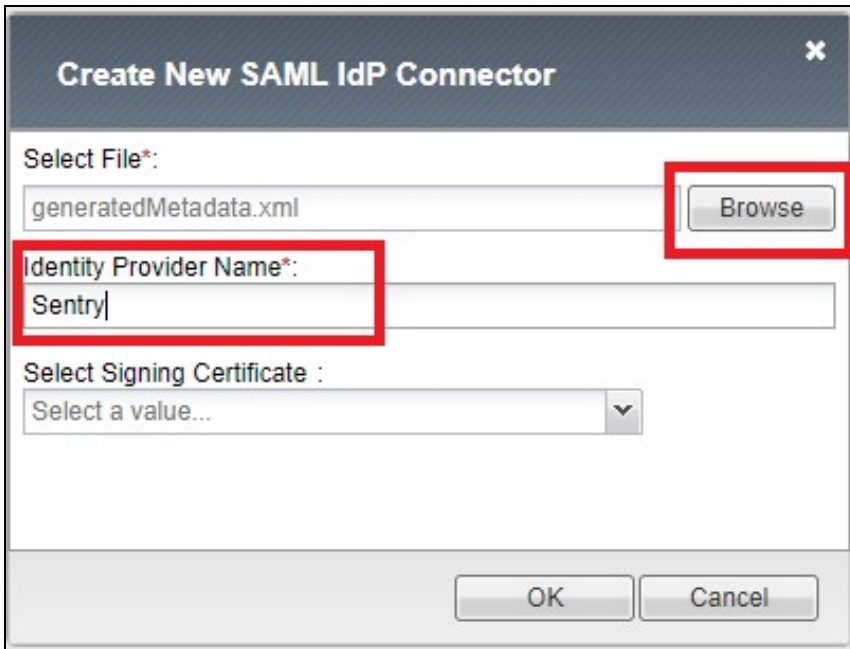 Create New SAML IdP Connector
Select File*:
generatedMetadata.xml
Browse
Identity Provider Name*:
Sentry
Select Signing Certificate :
Select a value...
OK
Cancel